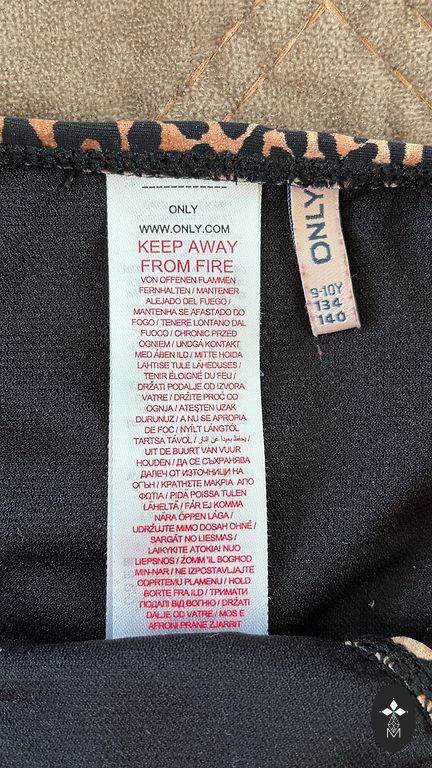 ONLY
WWW.ONLY.COM
KEEP AWAY
FROM FIRE
VON OFFENEN FLAMMEN
FERNHALTEN / MANTENER
ALEJADO DEL FUEGO /
MANTENHA SE AFASTADO DO
FOGO / TENERE LONTANO DAL
FUOCO / CHRONIC PRZED
OGNIEM / UNDGÅ KONTAKT
MED ÅBEN ILD / MITTE HOIDA
LAHTISE TULE LÄHEDUSES /
TENIR ÉLOIGNÉ DU FEU /
DRŽATI PODALJE OD IZVORA
VATRE / DRŽITE PROČ OD
OGNJA / ATEŞTEN UZAK
DURUNUZ / A NU SE APROPIA
DE FOC / NYÍLT LÁNGTÓL
TARTSA TÁVOL / يحفظ بعيدا عن النار /
UIT DE BUURT VAN VUUR
HOUDEN / ДА СЕ СЪХРАНЯВА
ДАЛЕЧ ОТ ИЗТОЧНИЦИ НА
ОГЪН / ΚΡΑΤΗΣΤΕ ΜΑΚΡΙΑ ΑΠΟ
ΦΩΤΙΑ / PIDÄ POISSA TULEN
LÄHELTÄ / FÅR EJ KOMMA
NÄRA ÖPPEN LÅGA /
UDRŽUJTE MIMO DOSAH OHNĚ /
SARGĀT NO LIESMAS /
LAIKYKITE ATOKIAI NUO
LIEPSNOS / ŻOMM 'IL BOGĦOD
MIN-NAR / NE IZPOSTAVLJAJTE
ODPRTEMU PLAMENU / HOLD
BORTE FRA ILD / ТРИМАТИ
ПОДАЛІ ВІД ВОГНЮ / DRŽATI
DALJE OD VATRE / MOS E
AFRONI PRANE ZJARRIT
ONLY
9-10Y
134
140
M